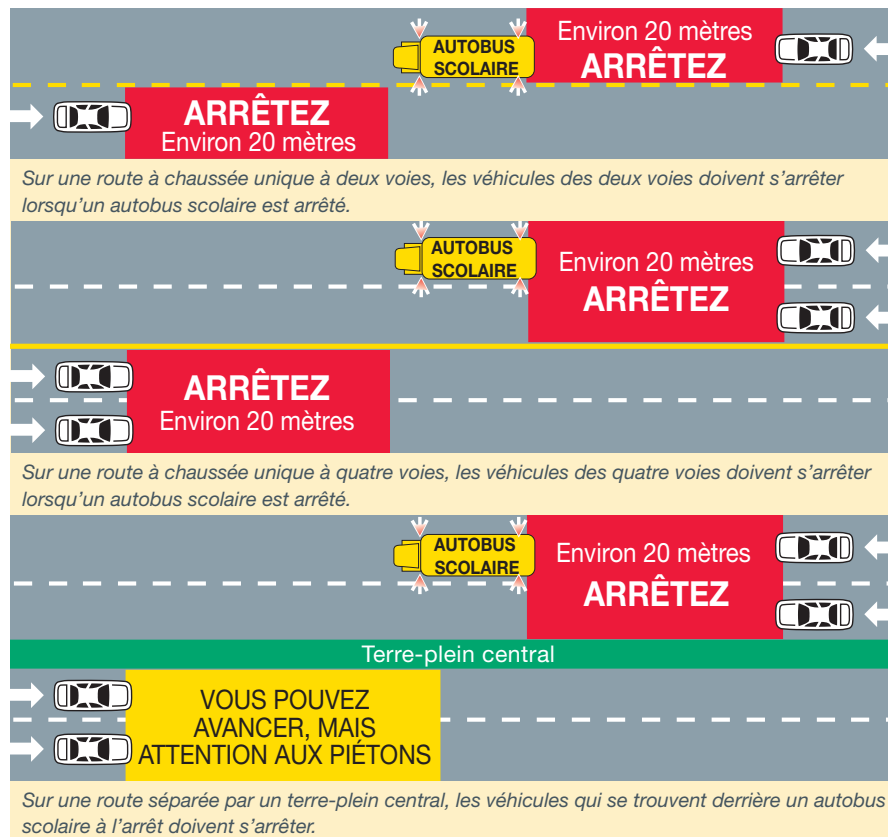 AUTOBUS
SCOLAIRE
Environ 20 mètres
ARRÊTEZ
ARRÊTEZ
Environ 20 mètres
Sur une route à chaussée unique à deux voies, les véhicules des deux voies doivent s’arrêter
lorsqu’un autobus scolaire est arrêté.
AUTOBUS
SCOLAIRE
Environ 20 mètres
ARRÊTEZ
ARRÊTEZ
Environ 20 mètres
Sur une route à chaussée unique à quatre voies, les véhicules des quatre voies doivent s’arrêter
lorsqu’un autobus scolaire est arrêté.
AUTOBUS
SCOLAIRE
Environ 20 mètres
ARRÊTEZ
Terre-plein central
VOUS POUVEZ
AVANCER, MAIS
ATTENTION AUX PIÉTONS
Sur une route séparée par un terre-plein central, les véhicules qui se trouvent derrière un autobus
scolaire à l’arrêt doivent s’arrêter.